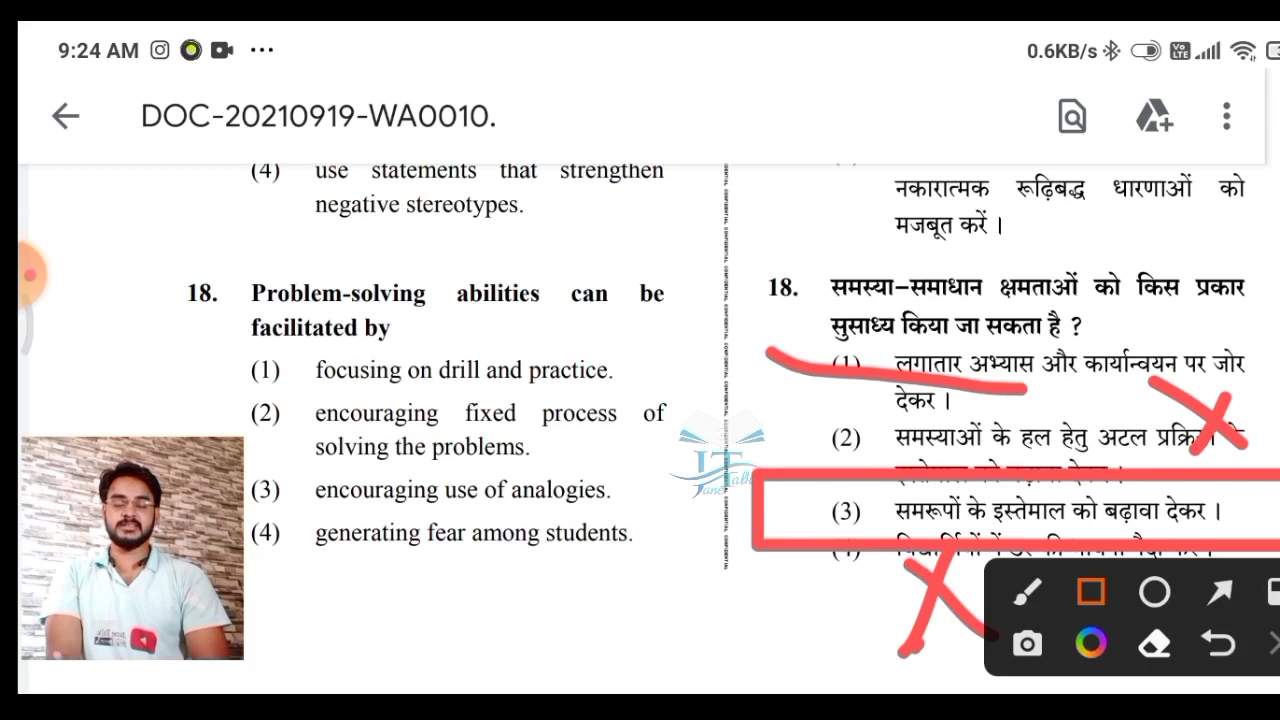 9:24 AM
0.6KB/s
Vo LTE
DOC-20210919-WA0010.
(4) use statements that strengthen
negative stereotypes.
18. Problem-solving abilities can be
facilitated by
(1) focusing on drill and practice.
(2) encouraging fixed process of
solving the problems.
(3) encouraging use of analogies.
(4) generating fear among students.
नकारात्मक रूढ़िबद्ध धारणाओं को
मजबूत करें ।
18. समस्या–समाधान क्षमताओं को किस प्रकार
सुसाध्य किया जा सकता है ?
(1) लगातार अभ्यास और कार्यान्वयन पर जोर
देकर ।
(2) समस्याओं के हल हेतु अटल
(3) समरूपों के इस्तेमाल को बढ़ावा देकर ।
JT